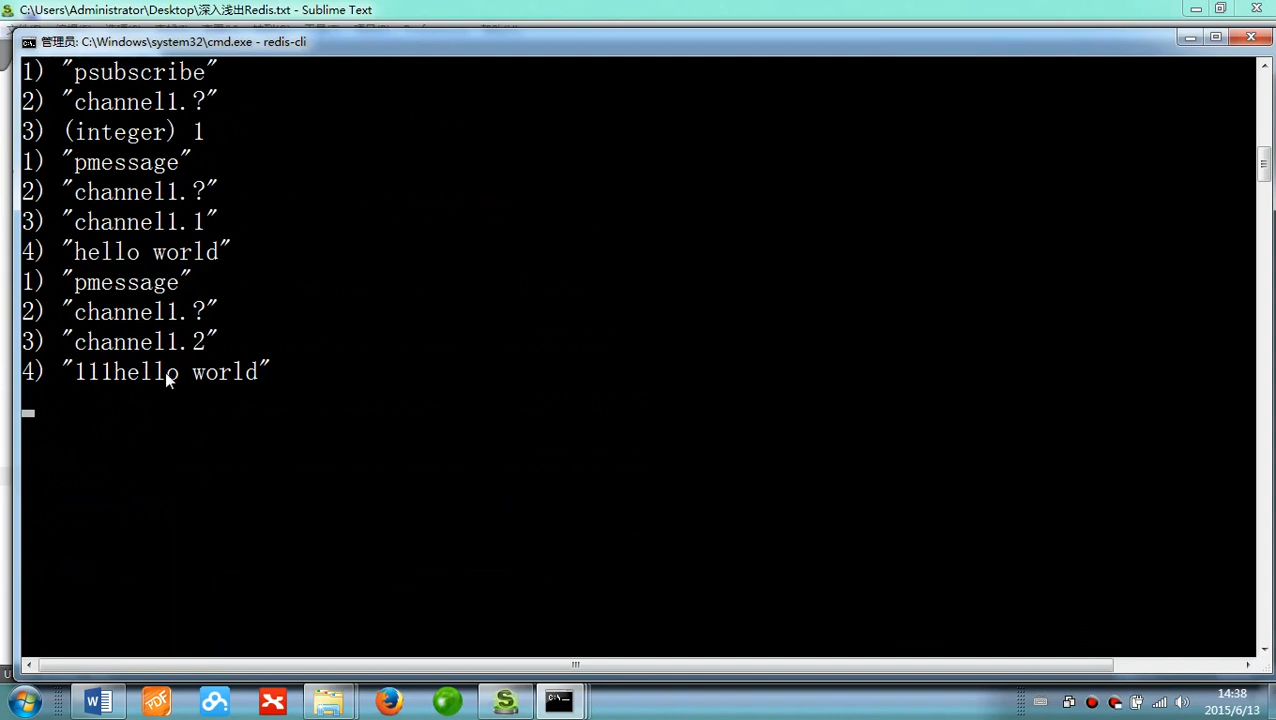 C:\Users\Administrator\Desktop\深入浅出Redis.txt - Sublime Text
管理员: C:\Windows\system32\cmd.exe - redis-cli
1) "psubscribe"
2) "channel1.?"
3) (integer) 1
1) "pmessage"
2) "channel1.?"
3) "channel1.1"
4) "hello world"
1) "pmessage"
2) "channel1.?"
3) "channel1.2"
4) "111hello world"
14:38
2015/6/13